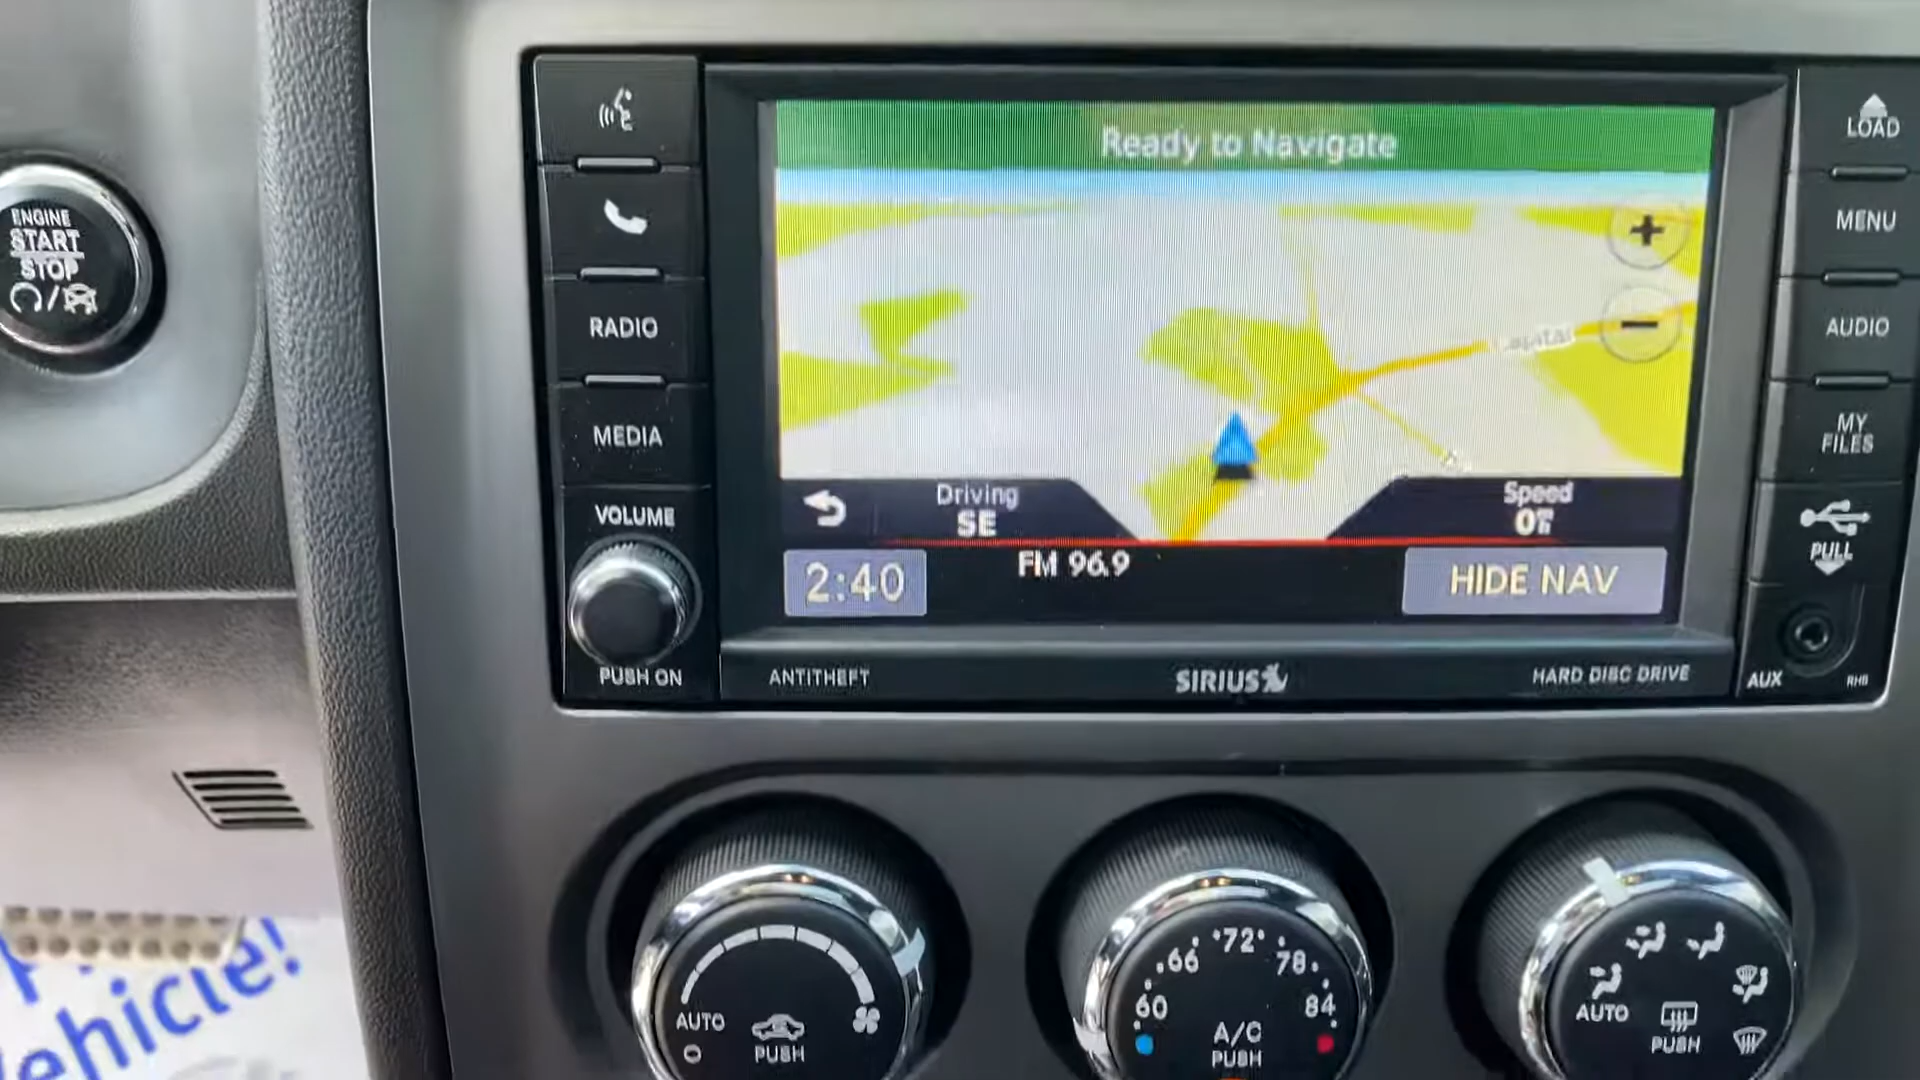 ENGINE
START
STOP
RADIO
MEDIA
VOLUME
PUSH ON
Ready to Navigate
+
−
Capital
Driving
SE
Speed
0
2:40
FM 96.9
HIDE NAV
ANTITHEFT
SIRIUS
HARD DISC DRIVE
LOAD
MENU
AUDIO
MY
FILES
PULL
AUX
RHB
AUTO
O
PUSH
60
66
72
78
84
A/C
PUSH
AUTO
PUSH
ehicle!